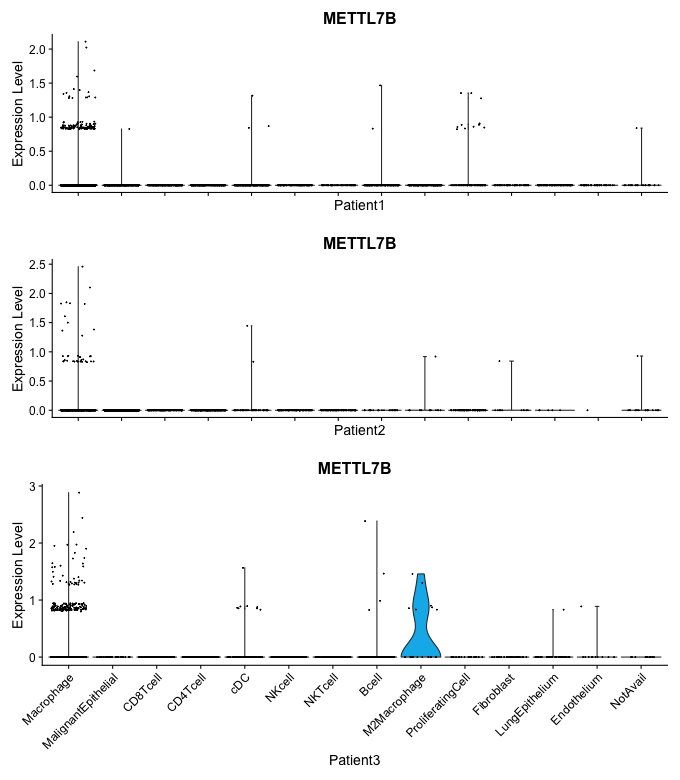 METTL7B
Expression Level
2.0
1.5
1.0
0.5
0.0
Patient1
METTL7B
Expression Level
2.5
2.0
1.5
1.0
0.5
0.0
Patient2
METTL7B
Expression Level
3
2
1
0
Macrophage
MalignantEpithelial
CD8Tcell
CD4Tcell
cDC
NKcell
NKTcell
Bcell
M2Macrophage
ProliferatingCell
Fibroblast
LungEpithelium
Endothelium
NotAvail
Patient3